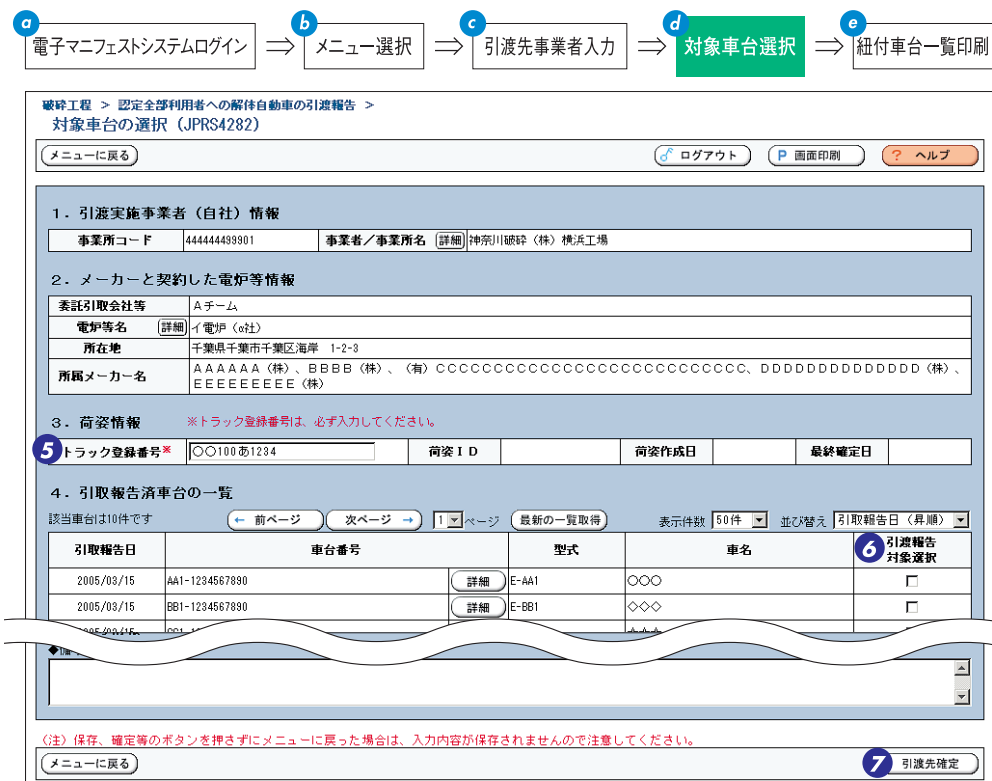 a b c d e
電子マニフェストシステムログイン ⇒ メニュー選択 ⇒ 引渡先事業者入力 ⇒ 対象車台選択 ⇒ 紐付車台一覧印刷
破砕工程 > 認定全部利用者への解体自動車の引渡報告 >
対象車台の選択 (JPRS4282)
メニューに戻る ログアウト P 画面印刷 ? ヘルプ
1．引渡実施事業者（自社）情報
事業所コード 444444499901 事業者／事業所名 詳細 神奈川破砕（株）横浜工場
2．メーカーと契約した電炉等情報
委託引取会社等 Ａチーム
電炉等名 詳細 イ電炉（α社）
所在地 千葉県千葉市千葉区海岸 1-2-3
所属メーカー名 ＡＡＡＡＡＡ（株）、ＢＢＢＢ（株）、（有）ＣＣＣＣＣＣＣＣＣＣＣＣＣＣＣＣＣＣＣＣＣＣＣＣＣＣ、ＤＤＤＤＤＤＤＤＤＤＤＤＤＤ（株）、
ＥＥＥＥＥＥＥＥＥ（株）
3．荷姿情報 ※トラック登録番号は、必ず入力してください。
5 トラック登録番号※ 〇〇100あ1234 荷姿ＩＤ 荷姿作成日 最終確定日
4．引取報告済車台の一覧
該当車台は10件です ← 前ページ 次ページ → 1 ページ 最新の一覧取得 表示件数 50件 並び替え 引取報告日（昇順）
引取報告日 車台番号 型式 車名 6 引渡報告
対象選択
2005/03/15 AA1-1234567890 詳細 E-AA1 〇〇〇
2005/03/15 BB1-1234567890 詳細 E-BB1 ◇◇◇
（注）保存、確定等のボタンを押さずにメニューに戻った場合は、入力内容が保存されませんので注意してください。
メニューに戻る 7 引渡先確定